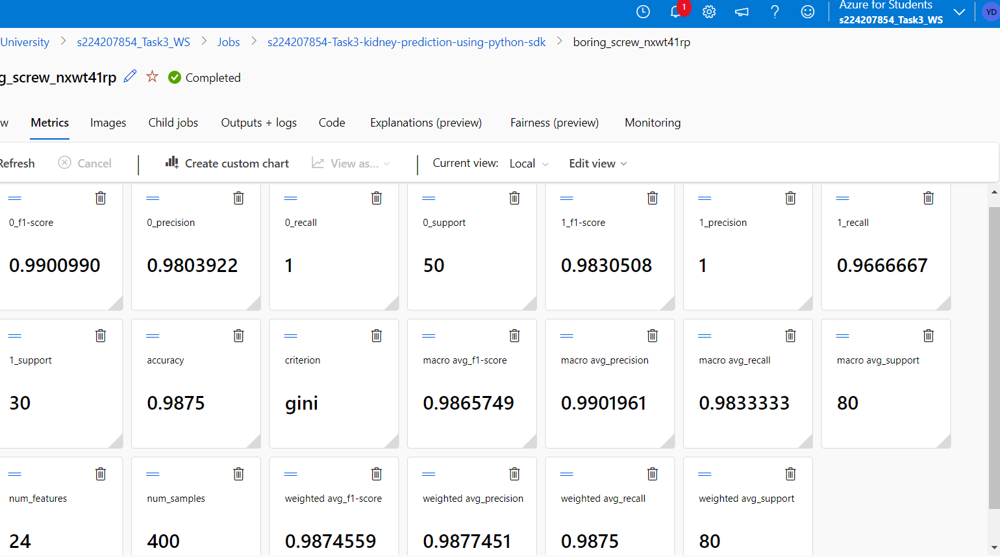 1
Azure for Students
s224207854_Task3_WS
YD
University > s224207854_Task3_WS > Jobs > s224207854-Task3-kidney-prediction-using-python-sdk > boring_screw_nxwt41rp
g_screw_nxwt41rp Completed
w Metrics Images Child jobs Outputs + logs Code Explanations (preview) Fairness (preview) Monitoring
Refresh Cancel Create custom chart View as... Current view: Local Edit view
0_f1-score 0_precision 0_recall 0_support 1_f1-score 1_precision 1_recall
0.9900990 0.9803922 1 50 0.9830508 1 0.9666667
1_support accuracy criterion macro avg_f1-score macro avg_precision macro avg_recall macro avg_support
30 0.9875 gini 0.9865749 0.9901961 0.9833333 80
num_features num_samples weighted avg_f1-score weighted avg_precision weighted avg_recall weighted avg_support
24 400 0.9874559 0.9877451 0.9875 80